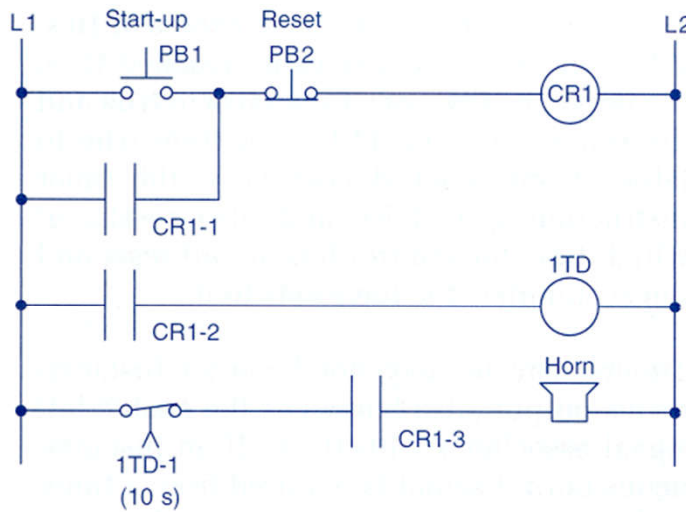 L1
Start-up
Reset
L2
PB1
PB2
CR1
CR1-1
1TD
CR1-2
Horn
CR1-3
1TD-1
(10 s)